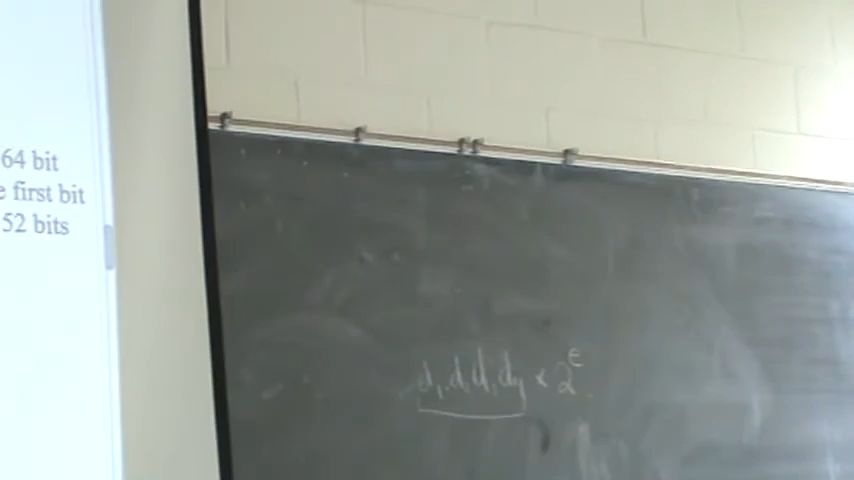 64 bit
first bit
52 bits
d₁.d₂d₃d₄ × 2ᵉ